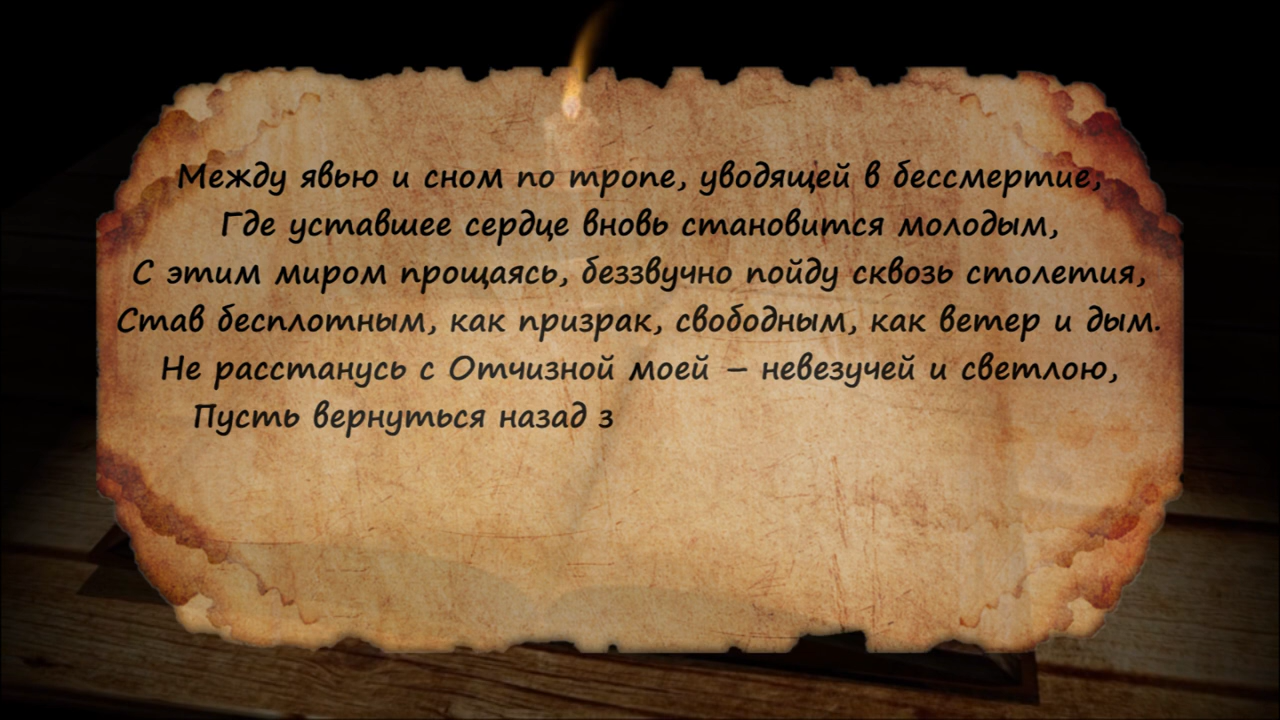 Между явью и сном по тропе, уводящей в бессмертие,
Где уставшее сердце вновь становится молодым,
С этим миром прощаясь, беззвучно пойду сквозь столетия,
Став бесплотным, как призрак, свободным, как ветер и дым.
Не расстанусь с Отчизной моей – невезучей и светлою,
Пусть вернуться назад з